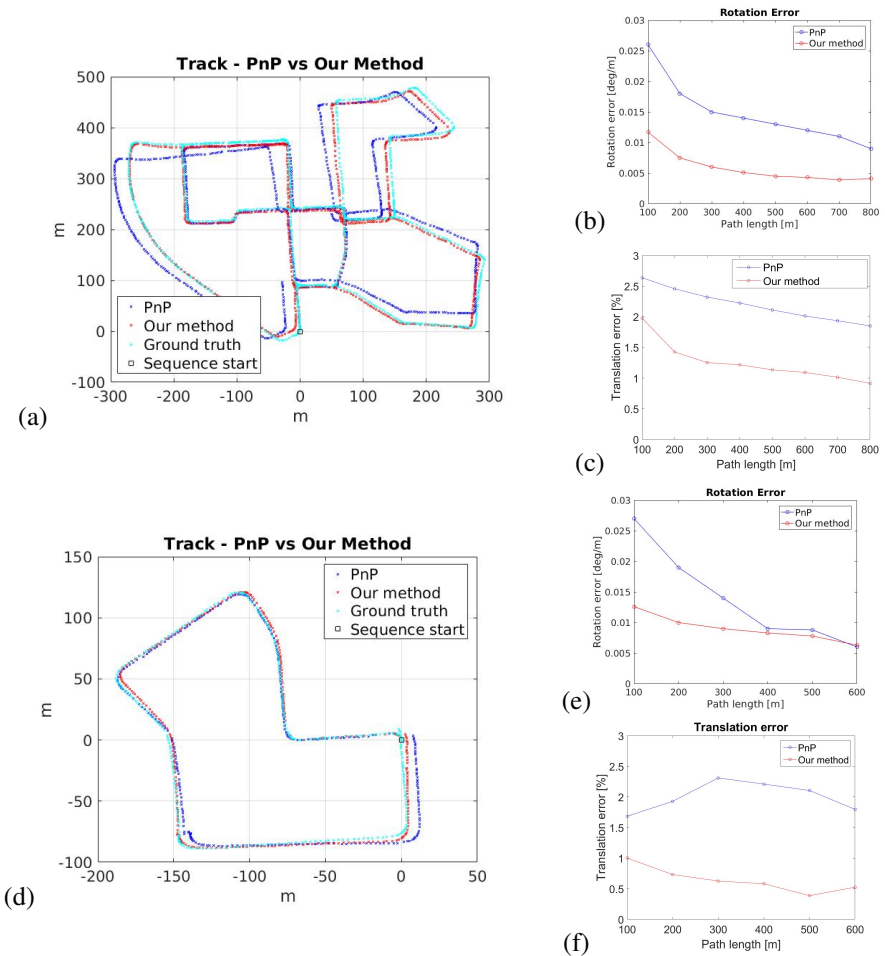 Track - PnP vs Our Method
500
400
300
200
100
0
-100
m
-300
-200
-100
0
100
200
300
m
PnP
Our method
Ground truth
Sequence start
(a)
Rotation Error
0.03
0.025
0.02
0.015
0.01
0.005
0
Rotation error [deg/m]
100 200 300 400 500 600 700 800
Path length [m]
PnP
Our method
(b)
3
2.5
2
1.5
1
0.5
0
Translation error [%]
100 200 300 400 500 600 700 800
Path length [m]
PnP
Our method
(c)
Track - PnP vs Our Method
150
100
50
0
-50
-100
m
-200
-150
-100
-50
0
50
m
PnP
Our method
Ground truth
Sequence start
(d)
Rotation Error
0.03
0.025
0.02
0.015
0.01
0.005
0
Rotation error [deg/m]
100 200 300 400 500 600
Path length [m]
PnP
Our method
(e)
Translation error
3
2.5
2
1.5
1
0.5
0
Translation error [%]
100 200 300 400 500 600
Path length [m]
PnP
Our method
(f)